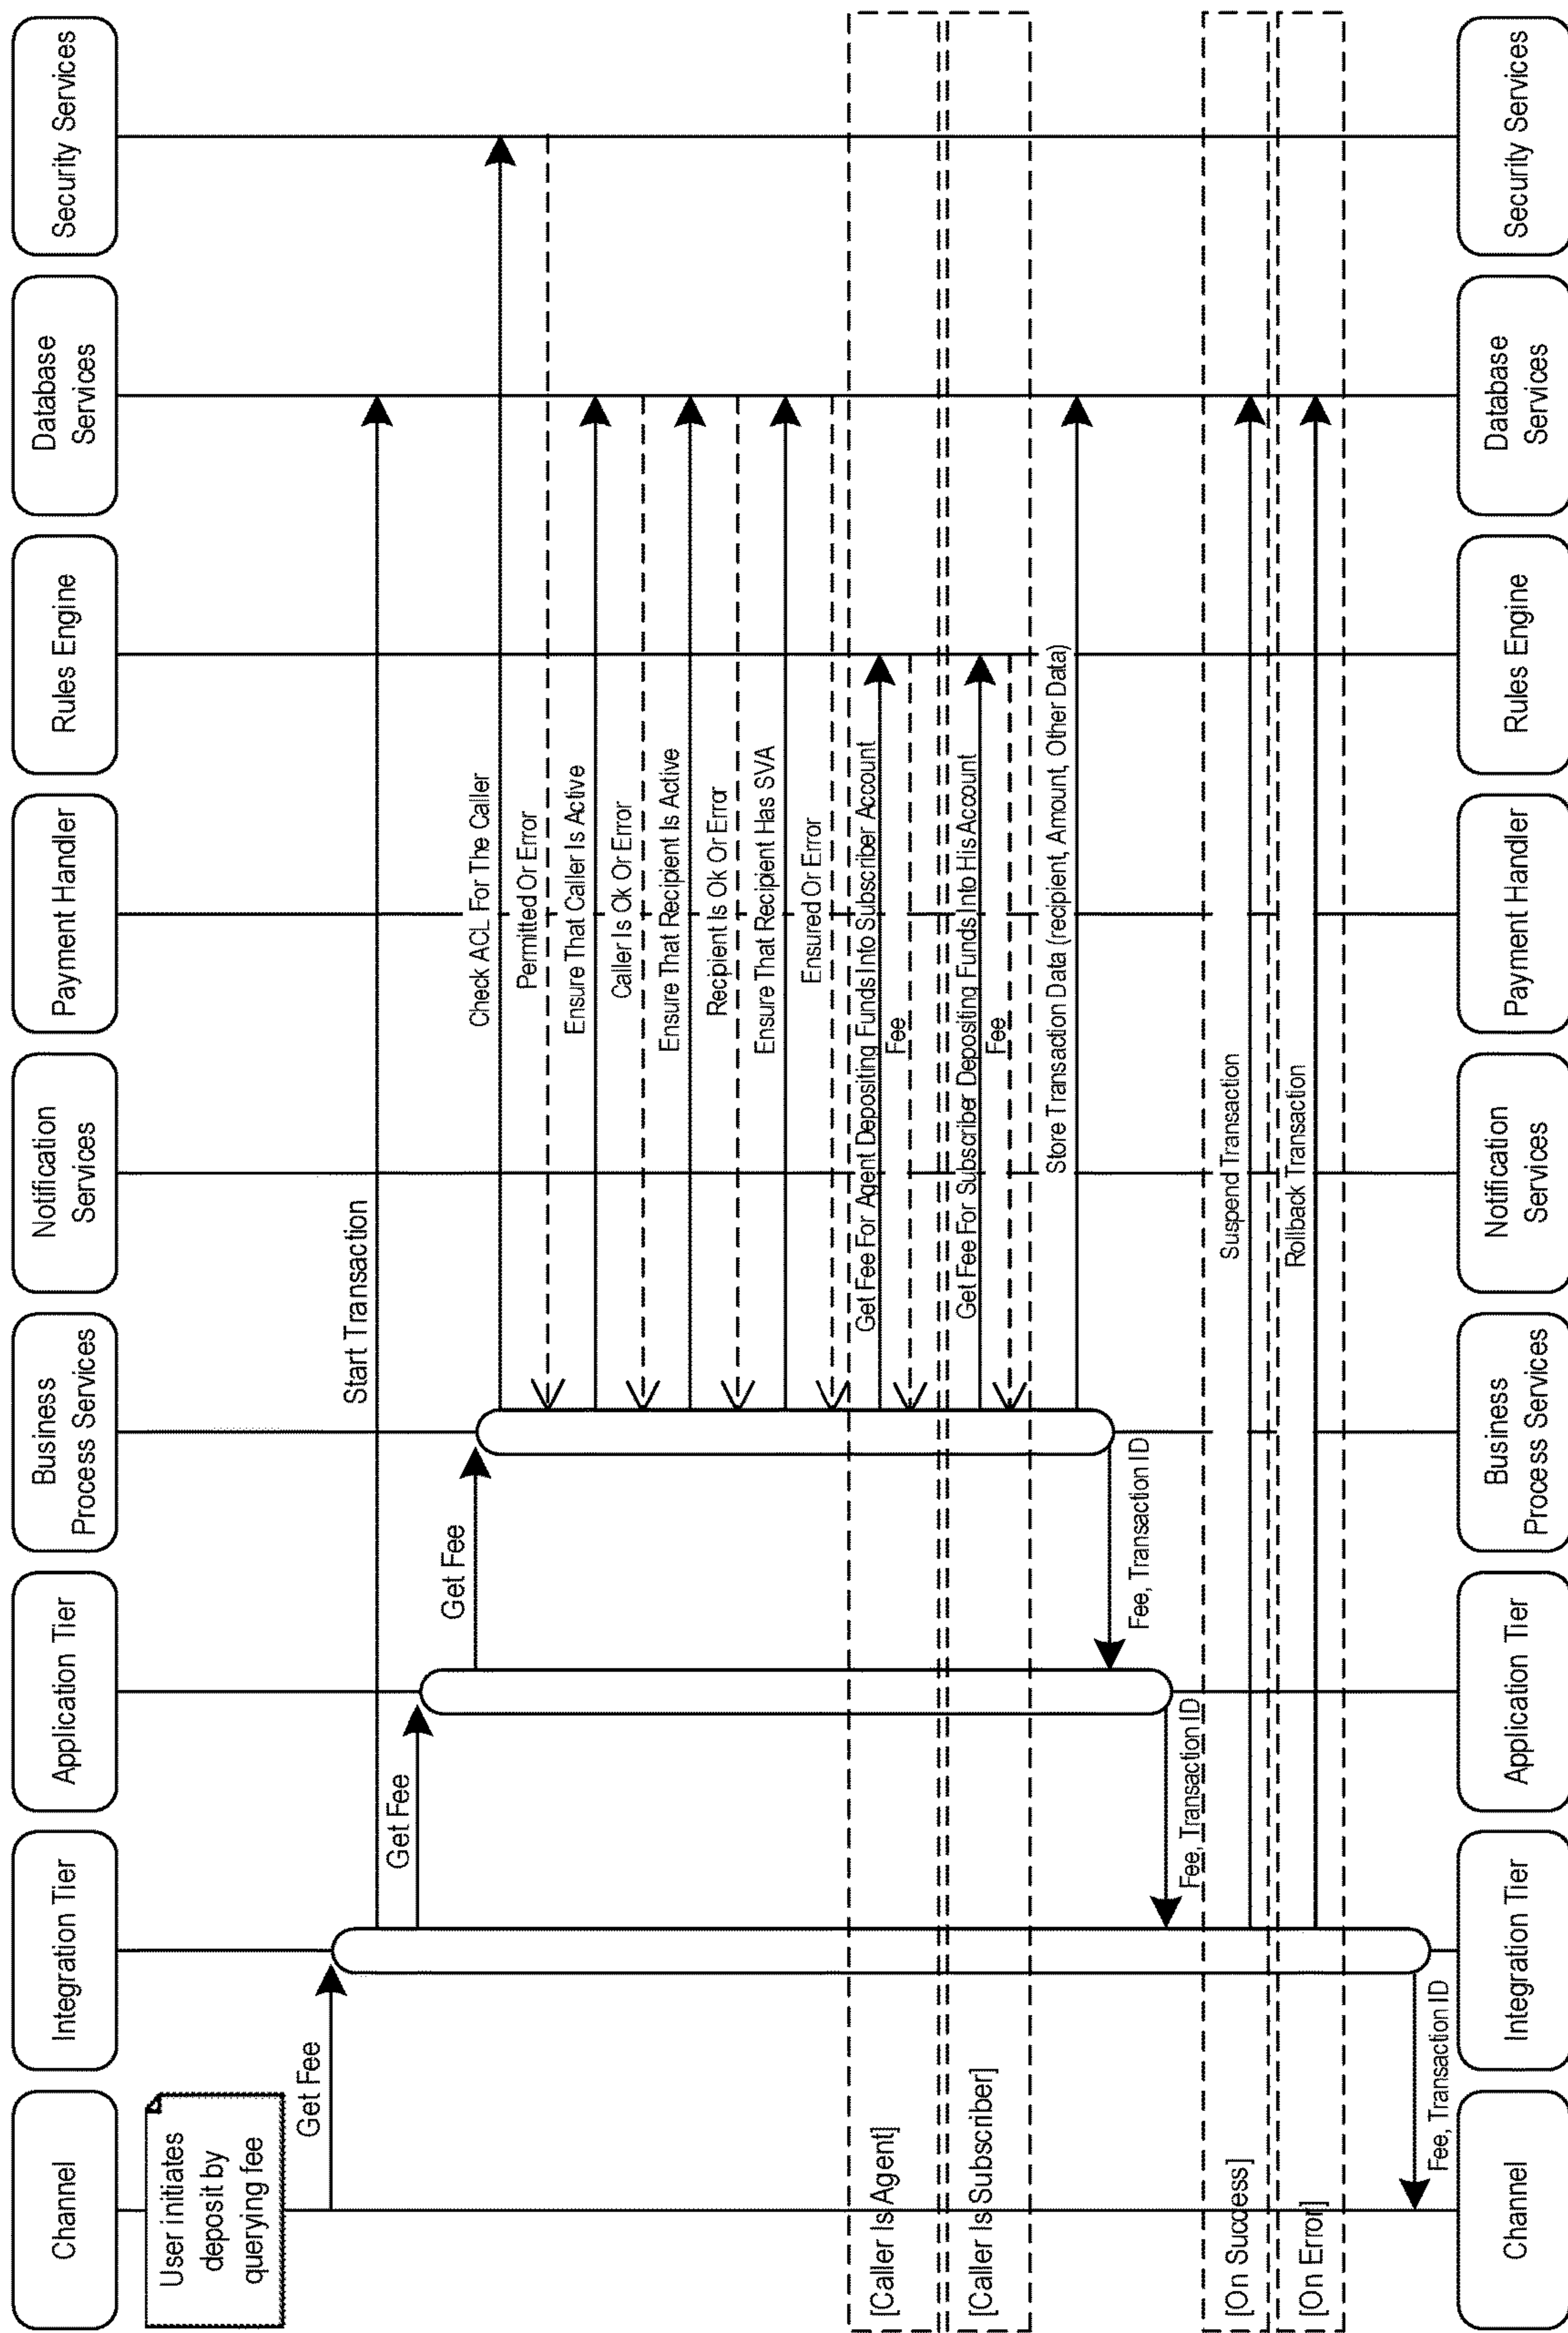 Channel
Integration Tier
Application Tier
Business
Process Services
Notification
Services
Payment Handler
Rules Engine
Database
Services
Security Services
User initiates
deposit by
querying fee
Get Fee
Start Transaction
Get Fee
Get Fee
Check ACL For The Caller
Permitted Or Error
Ensure That Caller Is Active
Caller Is Ok Or Error
Ensure That Recipient Is Active
Recipient Is Ok Or Error
Ensure That Recipient Has SVA
Ensured Or Error
[Caller Is Agent]
Get Fee For Agent Depositing Funds Into Subscriber Account
Fee
[Caller Is Subscriber]
Get Fee For Subscriber Depositing Funds Into His Account
Fee
Store Transaction Data (recipient, Amount, Other Data)
Fee, Transaction ID
Fee, Transaction ID
[On Success]
Suspend Transaction
[On Error]
Rollback Transaction
Fee, Transaction ID
Channel
Integration Tier
Application Tier
Business
Process Services
Notification
Services
Payment Handler
Rules Engine
Database
Services
Security Services